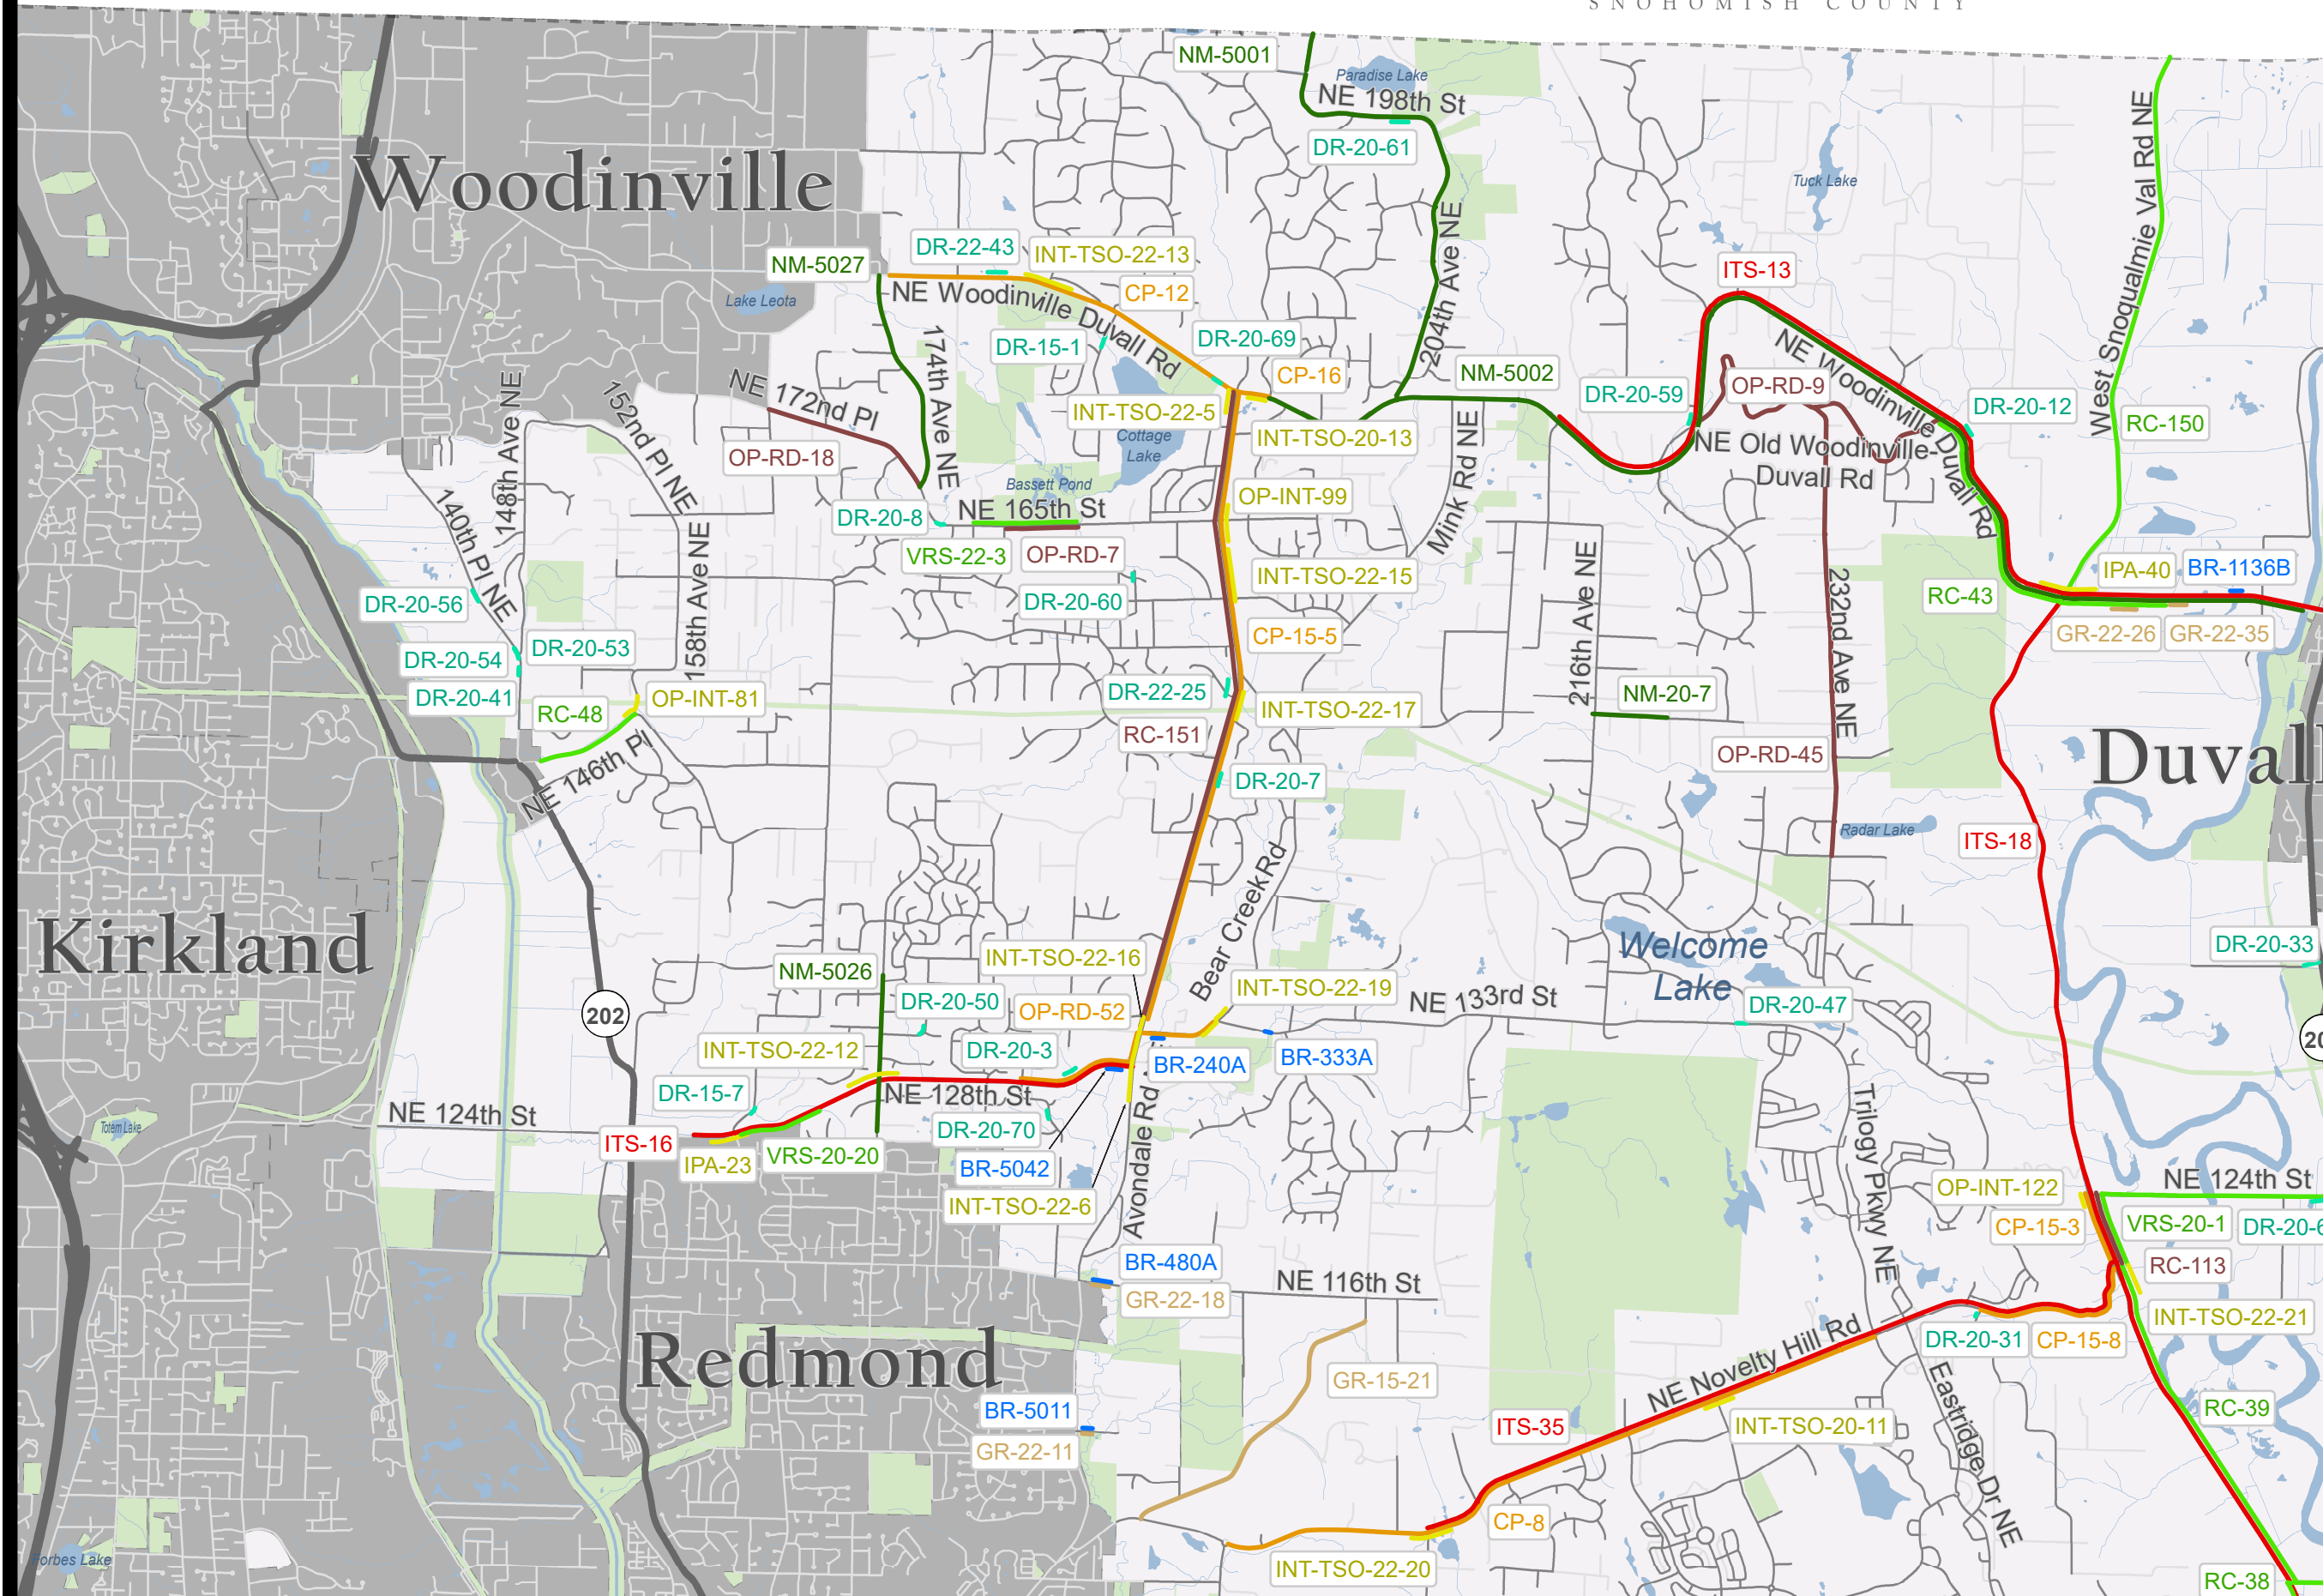 SNOHOMISH COUNTY
NM-5001
Paradise Lake
NE 198th St
DR-20-61
Woodinville
Tuck Lake
West Snoqualmie Val Rd NE
204th Ave NE
DR-22-43
INT-TSO-22-13
NM-5027
CP-12
ITS-13
Lake Leota
NE Woodinville Duvall Rd
DR-15-1
DR-20-69
174th Ave NE
CP-16
NM-5002
NE Woodinville Duvall Rd
NE 172nd Pl
148th Ave NE
152nd Pl NE
INT-TSO-22-5
DR-20-59
OP-RD-9
DR-20-12
RC-150
Cottage
Lake
INT-TSO-20-13
Mink Rd NE
NE Old Woodinville-
Duvall Rd
OP-RD-18
Bassett Pond
OP-INT-99
140th Pl NE
DR-20-8
NE 165th St
158th Ave NE
VRS-22-3
OP-RD-7
INT-TSO-22-15
216th Ave NE
232nd Ave NE
IPA-40
BR-1136B
RC-43
DR-20-56
DR-20-60
CP-15-5
GR-22-26
GR-22-35
DR-20-53
DR-20-54
DR-20-41
OP-INT-81
DR-22-25
NM-20-7
RC-48
INT-TSO-22-17
RC-151
OP-RD-45
NE 146th Pl
DR-20-7
Duvall
Radar Lake
ITS-18
Bear Creek Rd
Kirkland
INT-TSO-22-16
Welcome
Lake
DR-20-33
NM-5026
INT-TSO-22-19
NE 133rd St
DR-20-50
OP-RD-52
DR-20-47
202
INT-TSO-22-12
DR-20-3
BR-240A
BR-333A
DR-15-7
NE 128th St
NE 124th St
Totem Lake
Avondale Rd
Trilogy Pkwy NE
DR-20-70
ITS-16
IPA-23
VRS-20-20
BR-5042
INT-TSO-22-6
OP-INT-122
NE 124th St
CP-15-3
VRS-20-1
DR-20-6
BR-480A
RC-113
GR-22-18
NE 116th St
INT-TSO-22-21
NE Novelty Hill Rd
DR-20-31
CP-15-8
Redmond
GR-15-21
Eastridge Dr NE
BR-5011
ITS-35
INT-TSO-20-11
RC-39
GR-22-11
CP-8
Forbes Lake
INT-TSO-22-20
RC-38